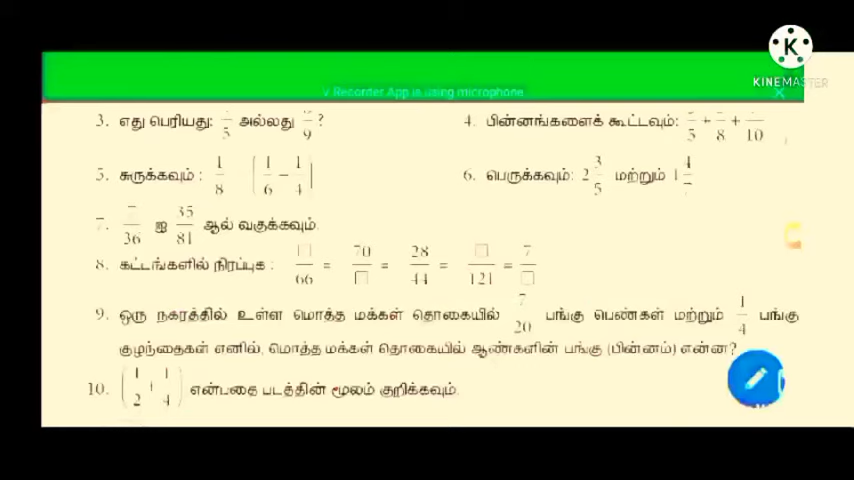 K
KINEMASTER
V Recorder App is using microphone
3. எது பெரியது: 5 அல்லது 9 ?
4. பின்னங்களைக் கூட்டவும்: 5 + 8 + 10
5. சுருக்கவும் : 1/8 (1/6 − 1/4)
6. பெருக்கவும்: 2 3/5 மற்றும் 1 4/7
7. 7/36 ஐ 35/81 ஆல் வகுக்கவும்.
8. கட்டங்களில் நிரப்புக : □/66 = 70/□ = 28/44 = □/121 = 7/□
9. ஒரு நகரத்தில் உள்ள மொத்த மக்கள் தொகையில் 7/20 பங்கு பெண்கள் மற்றும் 1/4 பங்கு
குழந்தைகள் எனில், மொத்த மக்கள் தொகையில் ஆண்களின் பங்கு (பின்னம்) என்ன?
10. (1/2 + 1/4) என்பதை படத்தின் மூலம் குறிக்கவும்.